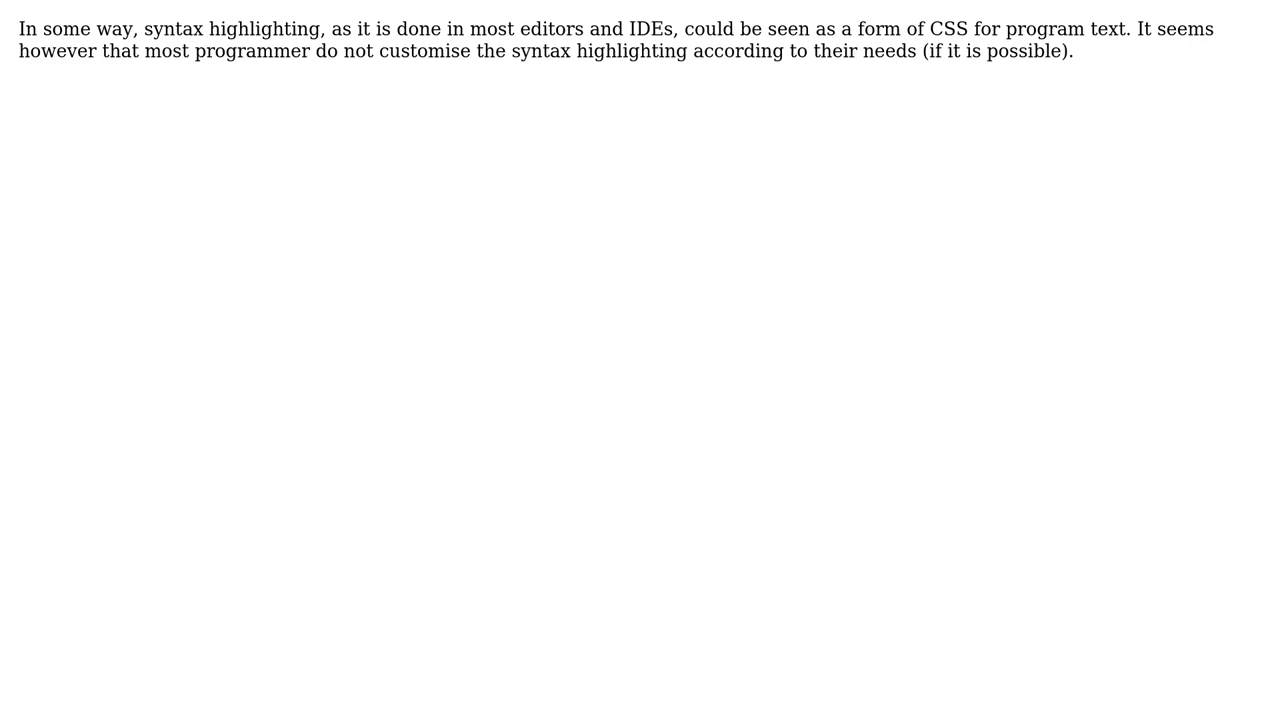 In some way, syntax highlighting, as it is done in most editors and IDEs, could be seen as a form of CSS for program text. It seems
however that most programmer do not customise the syntax highlighting according to their needs (if it is possible).